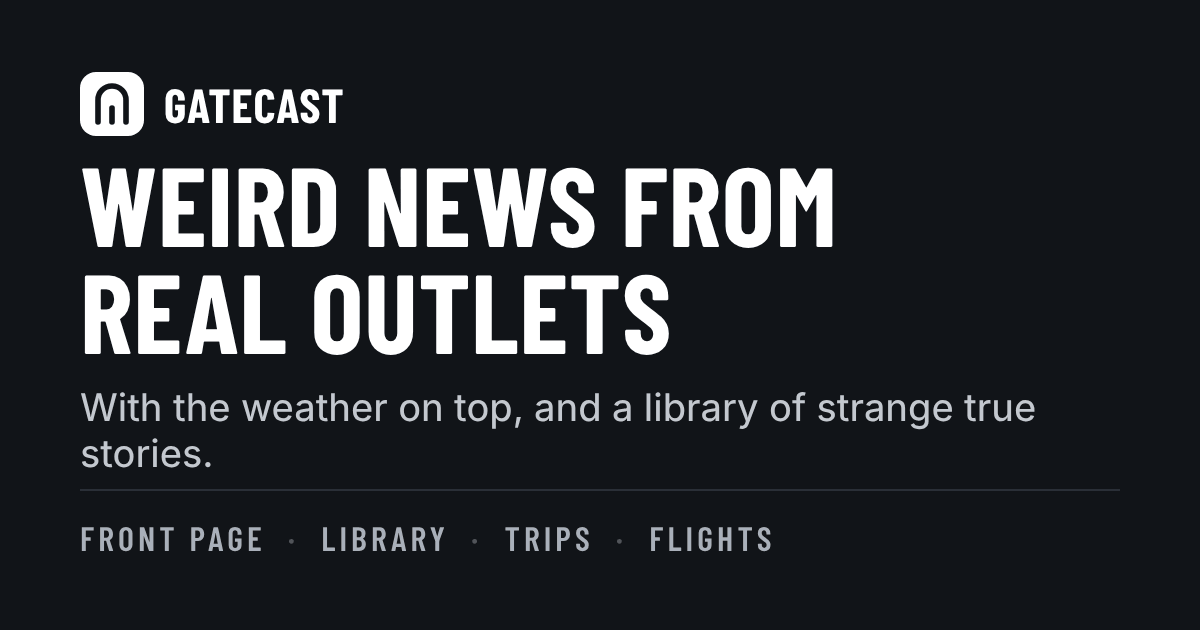 GATECAST
WEIRD NEWS FROM
REAL OUTLETS
With the weather on top, and a library of strange true
stories.
FRONT PAGE · LIBRARY · TRIPS · FLIGHTS